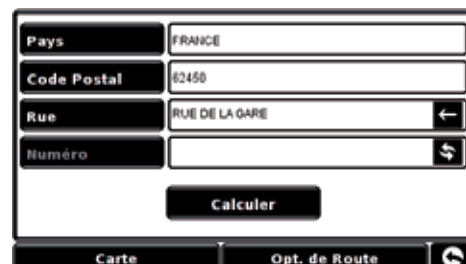 Pays FRANCE
Code Postal 62450
Rue RUE DE LA GARE
Numéro
Calculer
Carte Opt. de Route